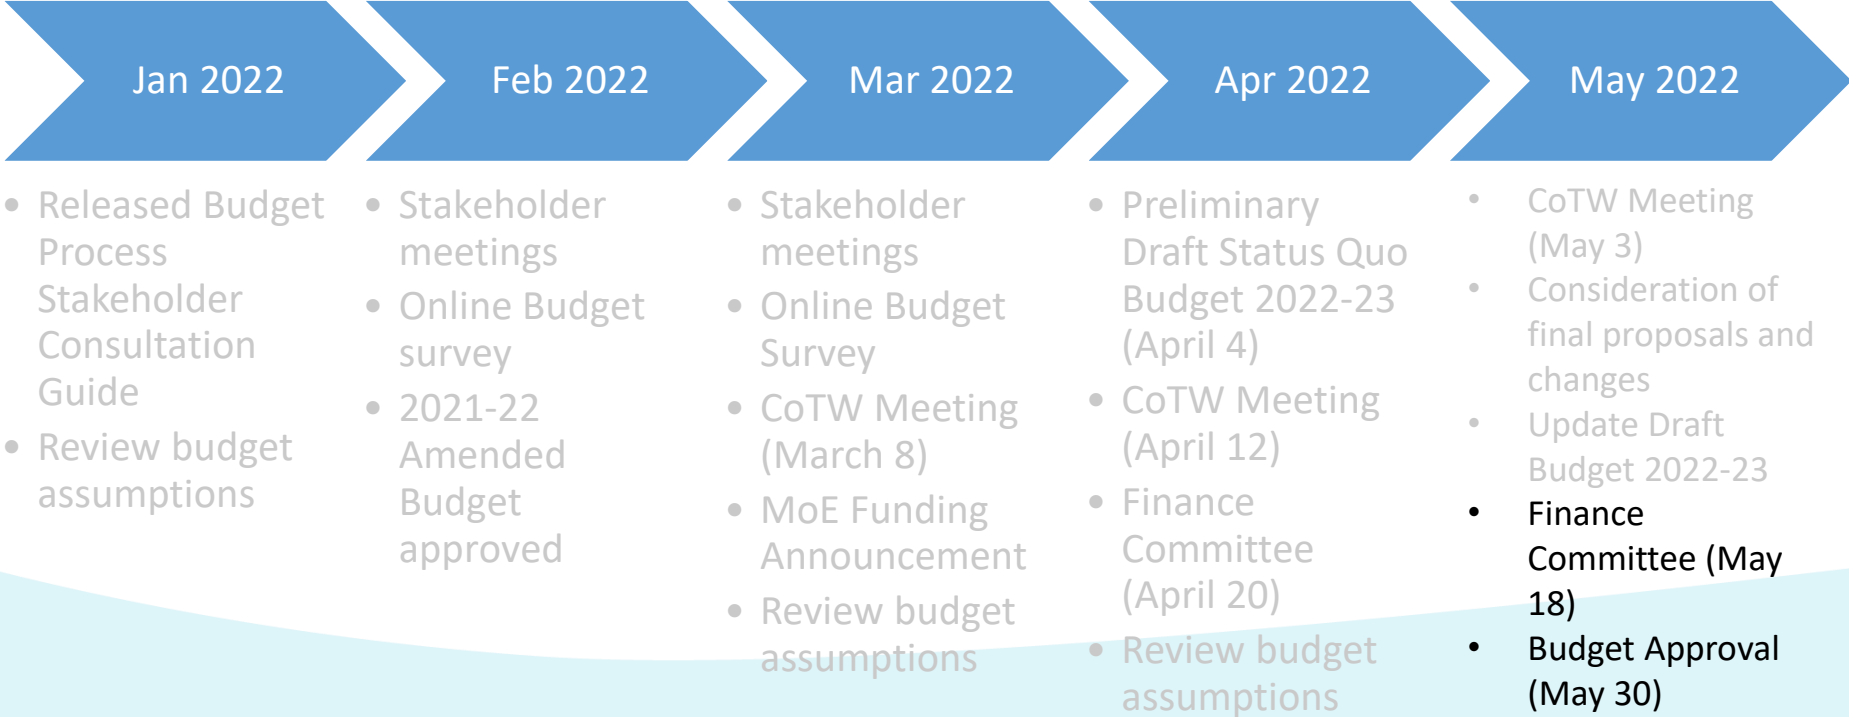 Jan 2022
Feb 2022
Mar 2022
Apr 2022
May 2022
• Released Budget
Process
Stakeholder
Consultation
Guide
• Review budget
assumptions
• Stakeholder
meetings
• Online Budget
survey
• 2021-22
Amended
Budget
approved
• Stakeholder
meetings
• Online Budget
Survey
• CoTW Meeting
(March 8)
• MoE Funding
Announcement
• Review budget
assumptions
• Preliminary
Draft Status Quo
Budget 2022-23
(April 4)
• CoTW Meeting
(April 12)
• Finance
Committee
(April 20)
• Review budget
assumptions
• CoTW Meeting
(May 3)
• Consideration of
final proposals and
changes
• Update Draft
Budget 2022-23
• Finance
Committee (May
18)
• Budget Approval
(May 30)